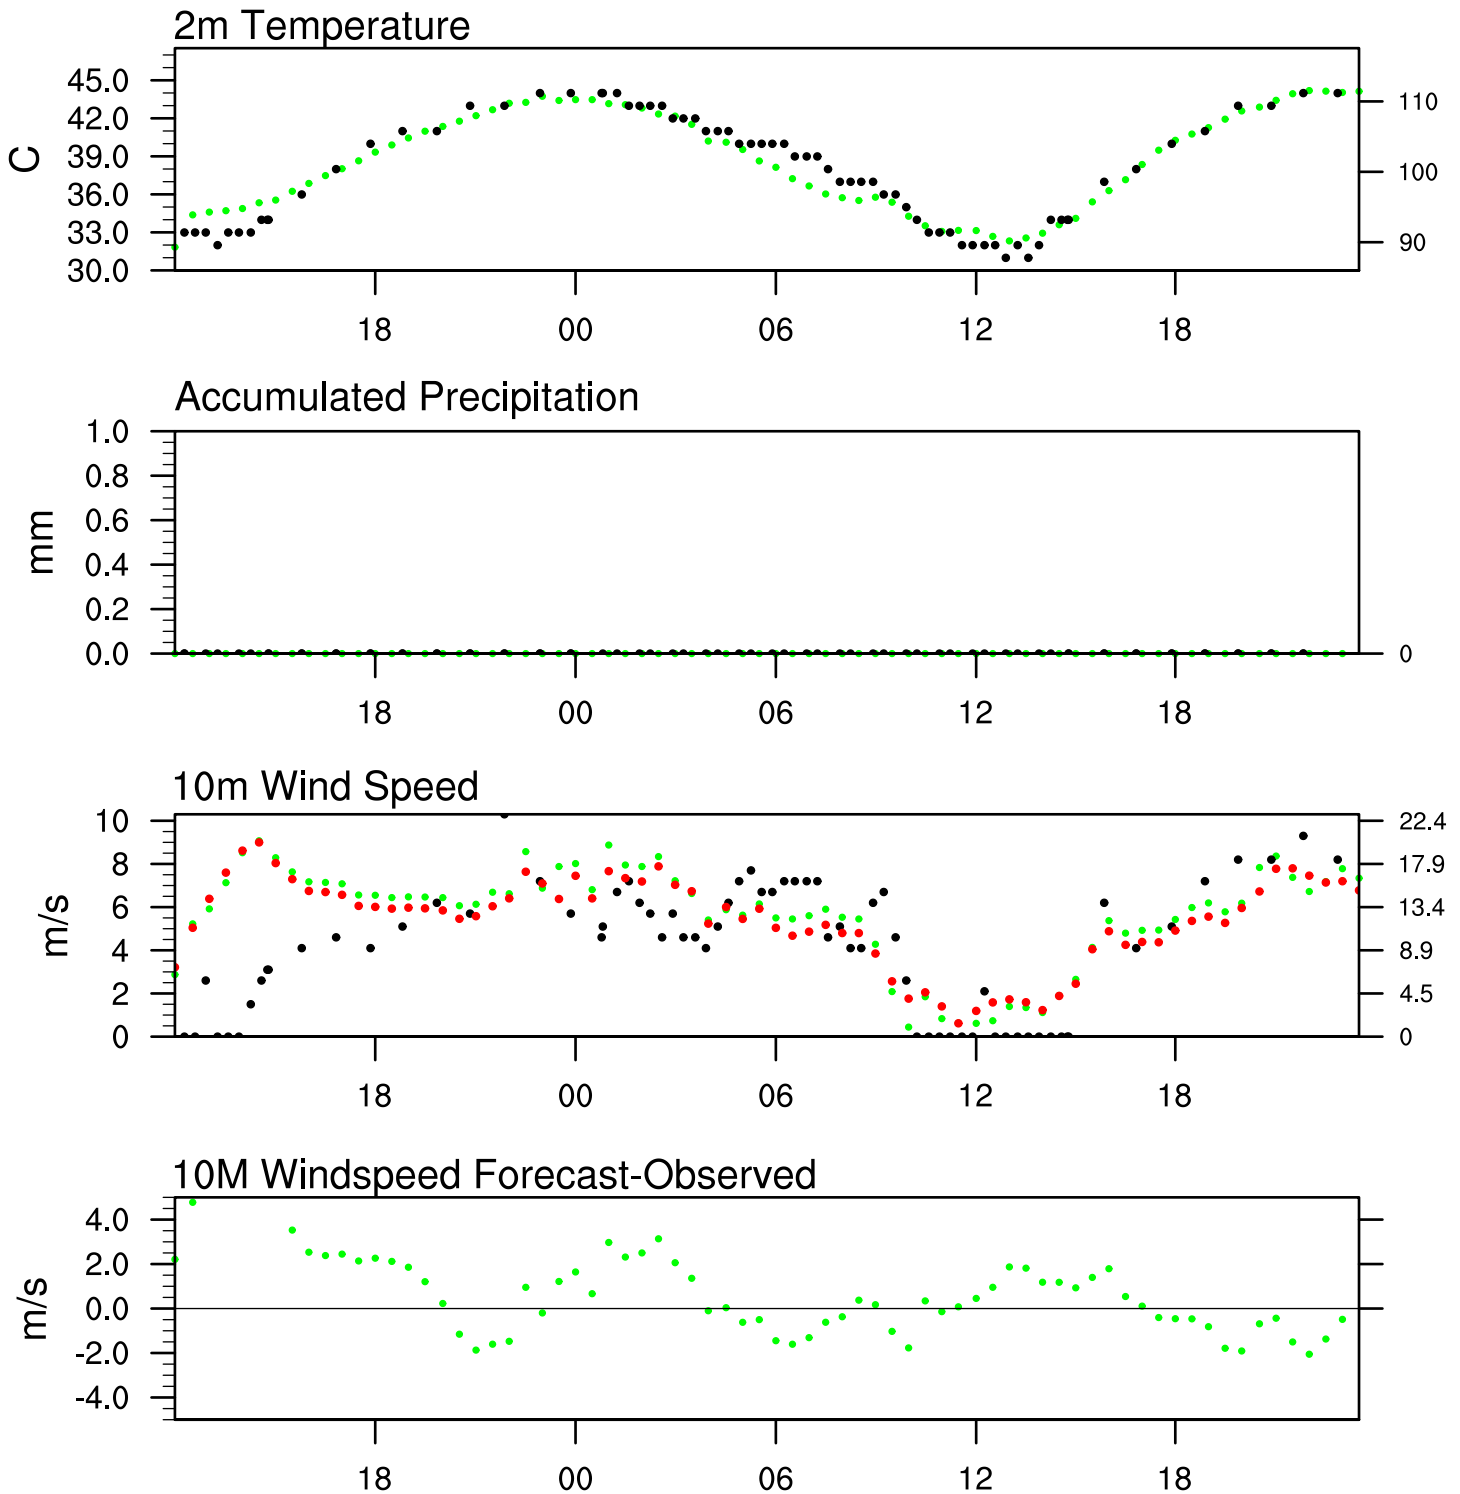 2m Temperature
45.0
42.0
39.0
36.0
33.0
30.0
C
110
100
90
18 00 06 12 18
Accumulated Precipitation
1.0
0.8
0.6
0.4
0.2
0.0
mm
0
18 00 06 12 18
10m Wind Speed
10
8
6
4
2
0
m/s
22.4
17.9
13.4
8.9
4.5
0
18 00 06 12 18
10M Windspeed Forecast-Observed
4.0
2.0
0.0
-2.0
-4.0
m/s
18 00 06 12 18